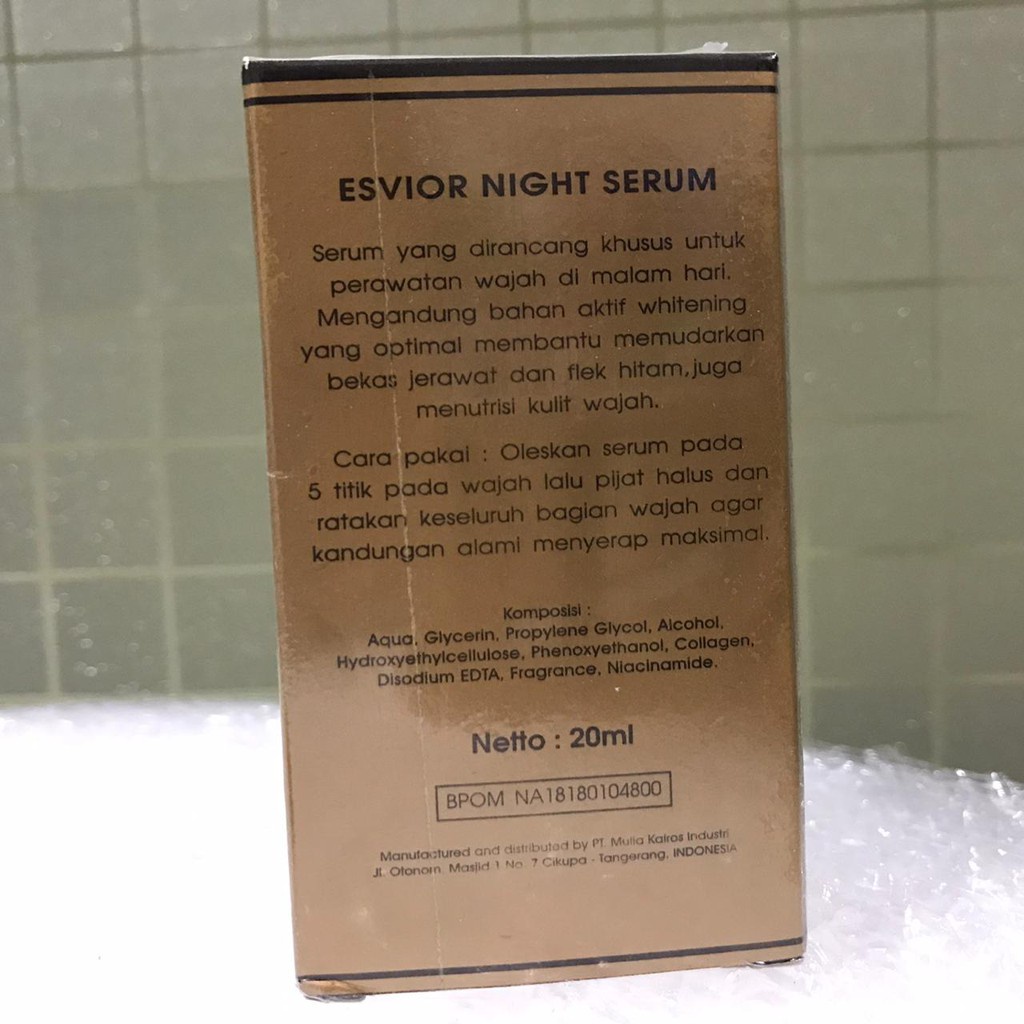 ESVIOR NIGHT SERUM
Serum yang dirancang khusus untuk
perawatan wajah di malam hari.
Mengandung bahan aktif whitening
yang optimal membantu memudarkan
bekas jerawat dan flek hitam,juga
menutrisi kulit wajah.
Cara pakai : Oleskan serum pada
5 titik pada wajah lalu pijat halus dan
ratakan keseluruh bagian wajah agar
kandungan alami menyerap maksimal.
Komposisi :
Aqua, Glycerin, Propylene Glycol, Alcohol,
Hydroxyethylcellulose, Phenoxyethanol, Collagen,
Disodium EDTA, Fragrance, Niacinamide.
Netto : 20ml
BPOM NA18180104800
Manufactured and distributed by PT. Mulia Kairos Industri
Jl. Otonom, Masjid 1 No. 7 Cikupa - Tangerang, INDONESIA